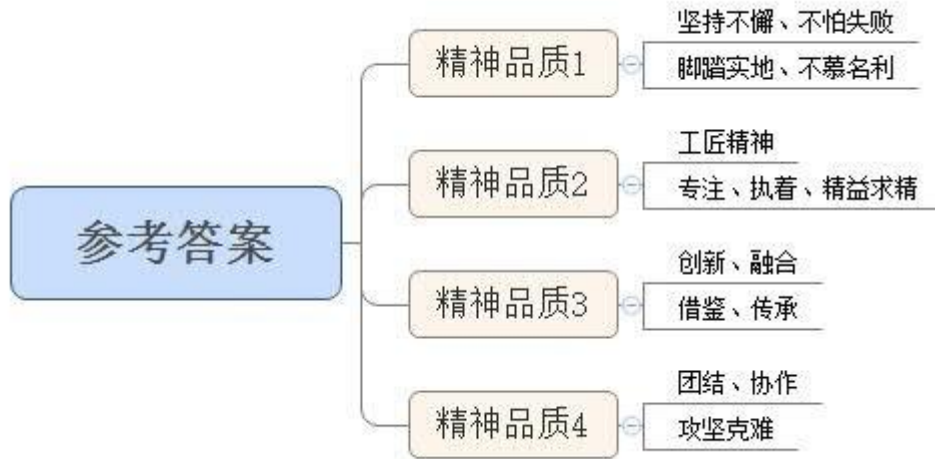 参考答案
精神品质1
坚持不懈、不怕失败
脚踏实地、不慕名利
精神品质2
工匠精神
专注、执着、精益求精
精神品质3
创新、融合
借鉴、传承
精神品质4
团结、协作
攻坚克难